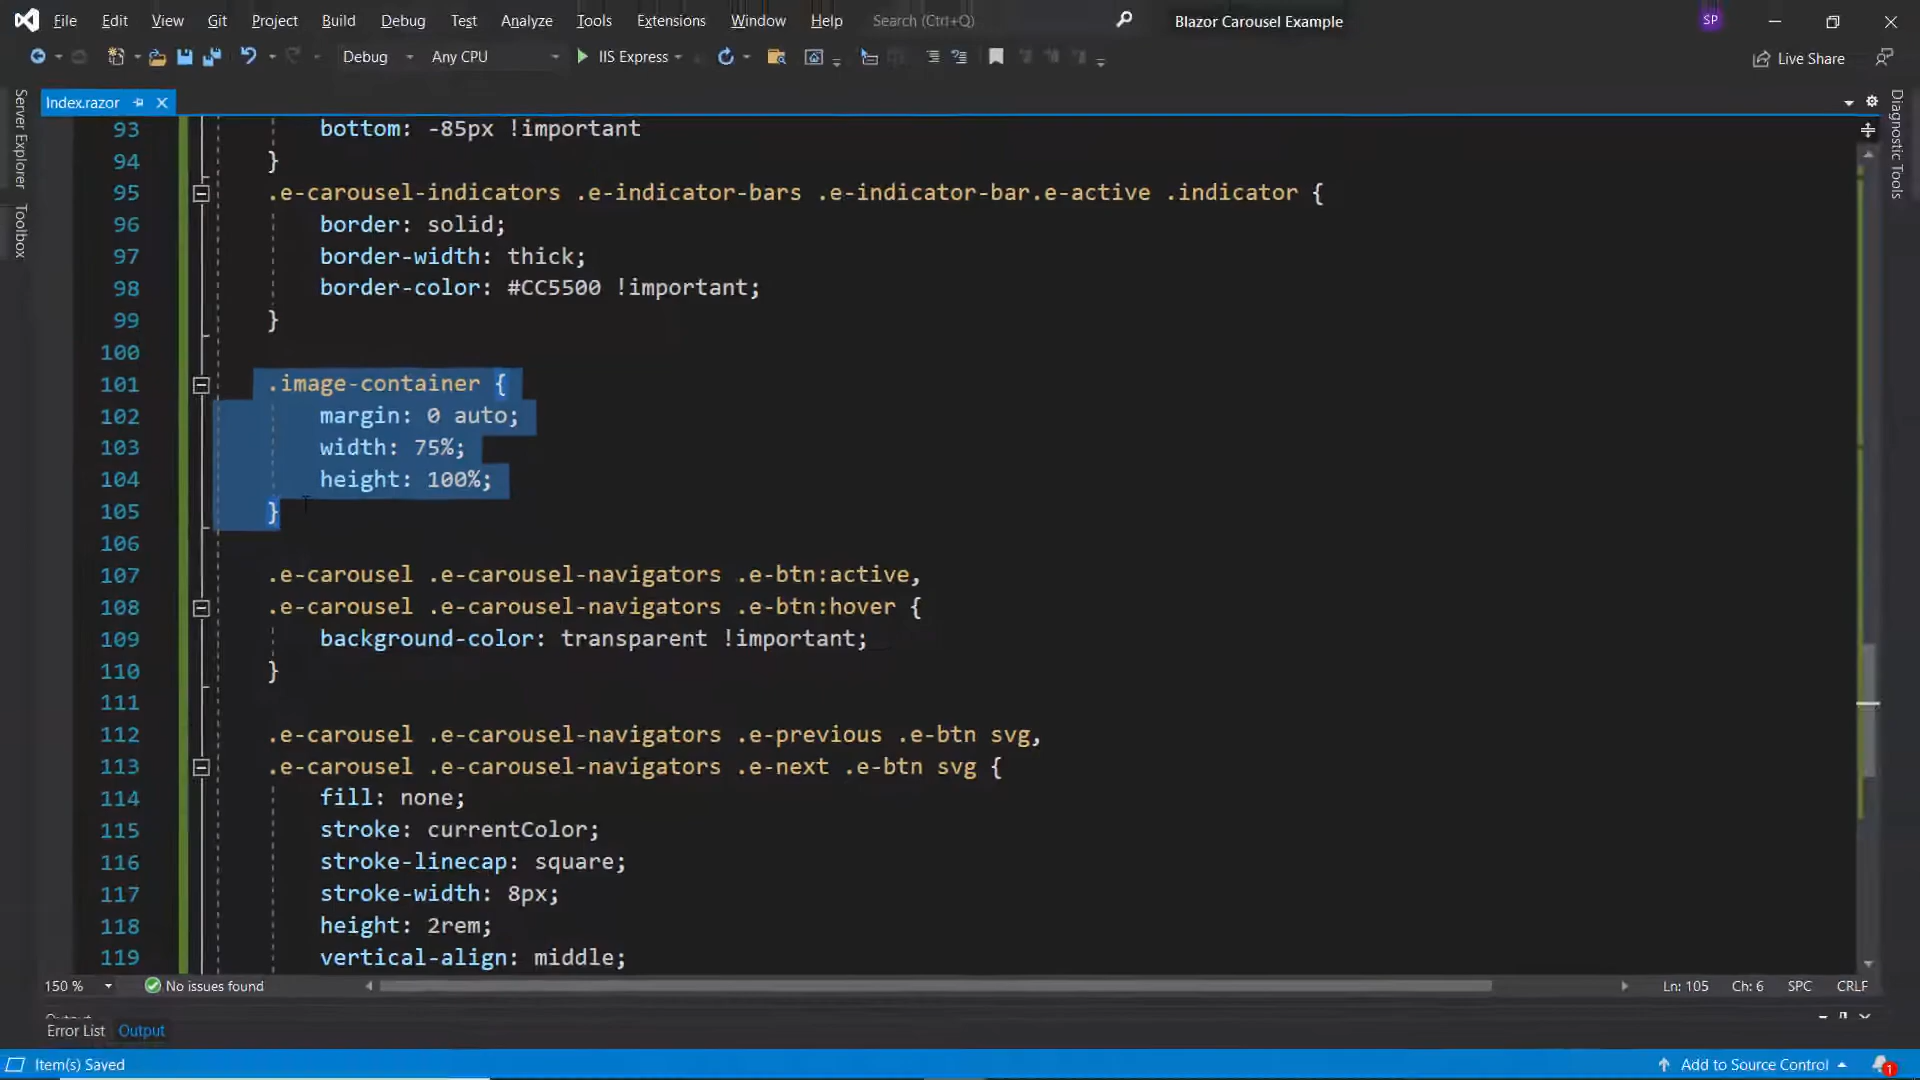 File Edit View Git Project Build Debug Test Analyze Tools Extensions Window Help Search (Ctrl+Q) Blazor Carousel Example SP
Debug Any CPU IIS Express Live Share
Server Explorer
Toolbox
Diagnostic Tools
Index.razor
93 bottom: -85px !important
94 }
95 .e-carousel-indicators .e-indicator-bars .e-indicator-bar.e-active .indicator {
96 border: solid;
97 border-width: thick;
98 border-color: #CC5500 !important;
99 }
100
101 .image-container {
102 margin: 0 auto;
103 width: 75%;
104 height: 100%;
105 }
106
107 .e-carousel .e-carousel-navigators .e-btn:active,
108 .e-carousel .e-carousel-navigators .e-btn:hover {
109 background-color: transparent !important;
110 }
111
112 .e-carousel .e-carousel-navigators .e-previous .e-btn svg,
113 .e-carousel .e-carousel-navigators .e-next .e-btn svg {
114 fill: none;
115 stroke: currentColor;
116 stroke-linecap: square;
117 stroke-width: 8px;
118 height: 2rem;
119 vertical-align: middle;
150 % No issues found Ln: 105 Ch: 6 SPC CRLF
Error List Output
Item(s) Saved Add to Source Control 1